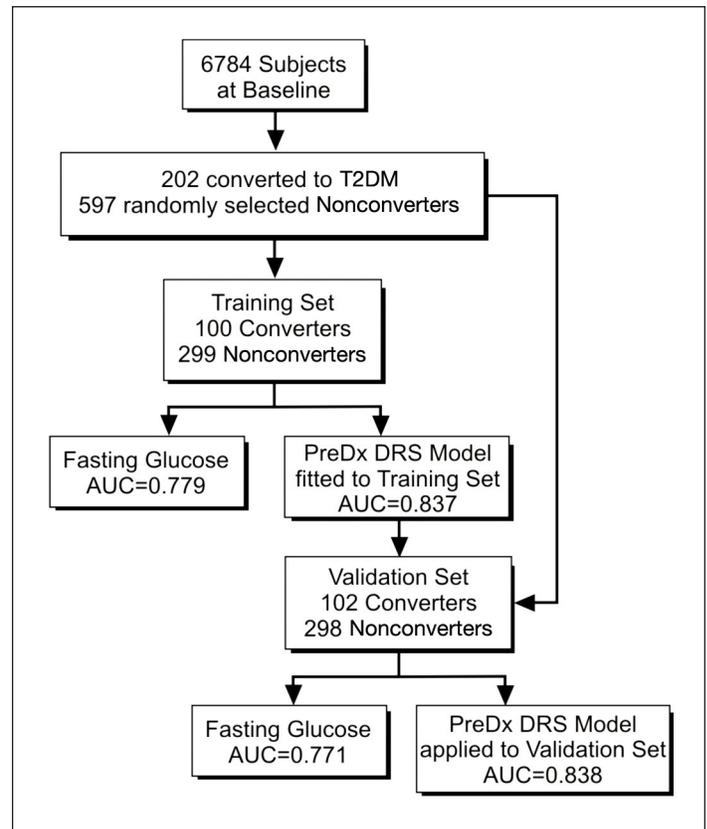 6784 Subjects
at Baseline
202 converted to T2DM
597 randomly selected Nonconverters
Training Set
100 Converters
299 Nonconverters
Fasting Glucose
AUC=0.779
PreDx DRS Model
fitted to Training Set
AUC=0.837
Validation Set
102 Converters
298 Nonconverters
Fasting Glucose
AUC=0.771
PreDx DRS Model
applied to Validation Set
AUC=0.838